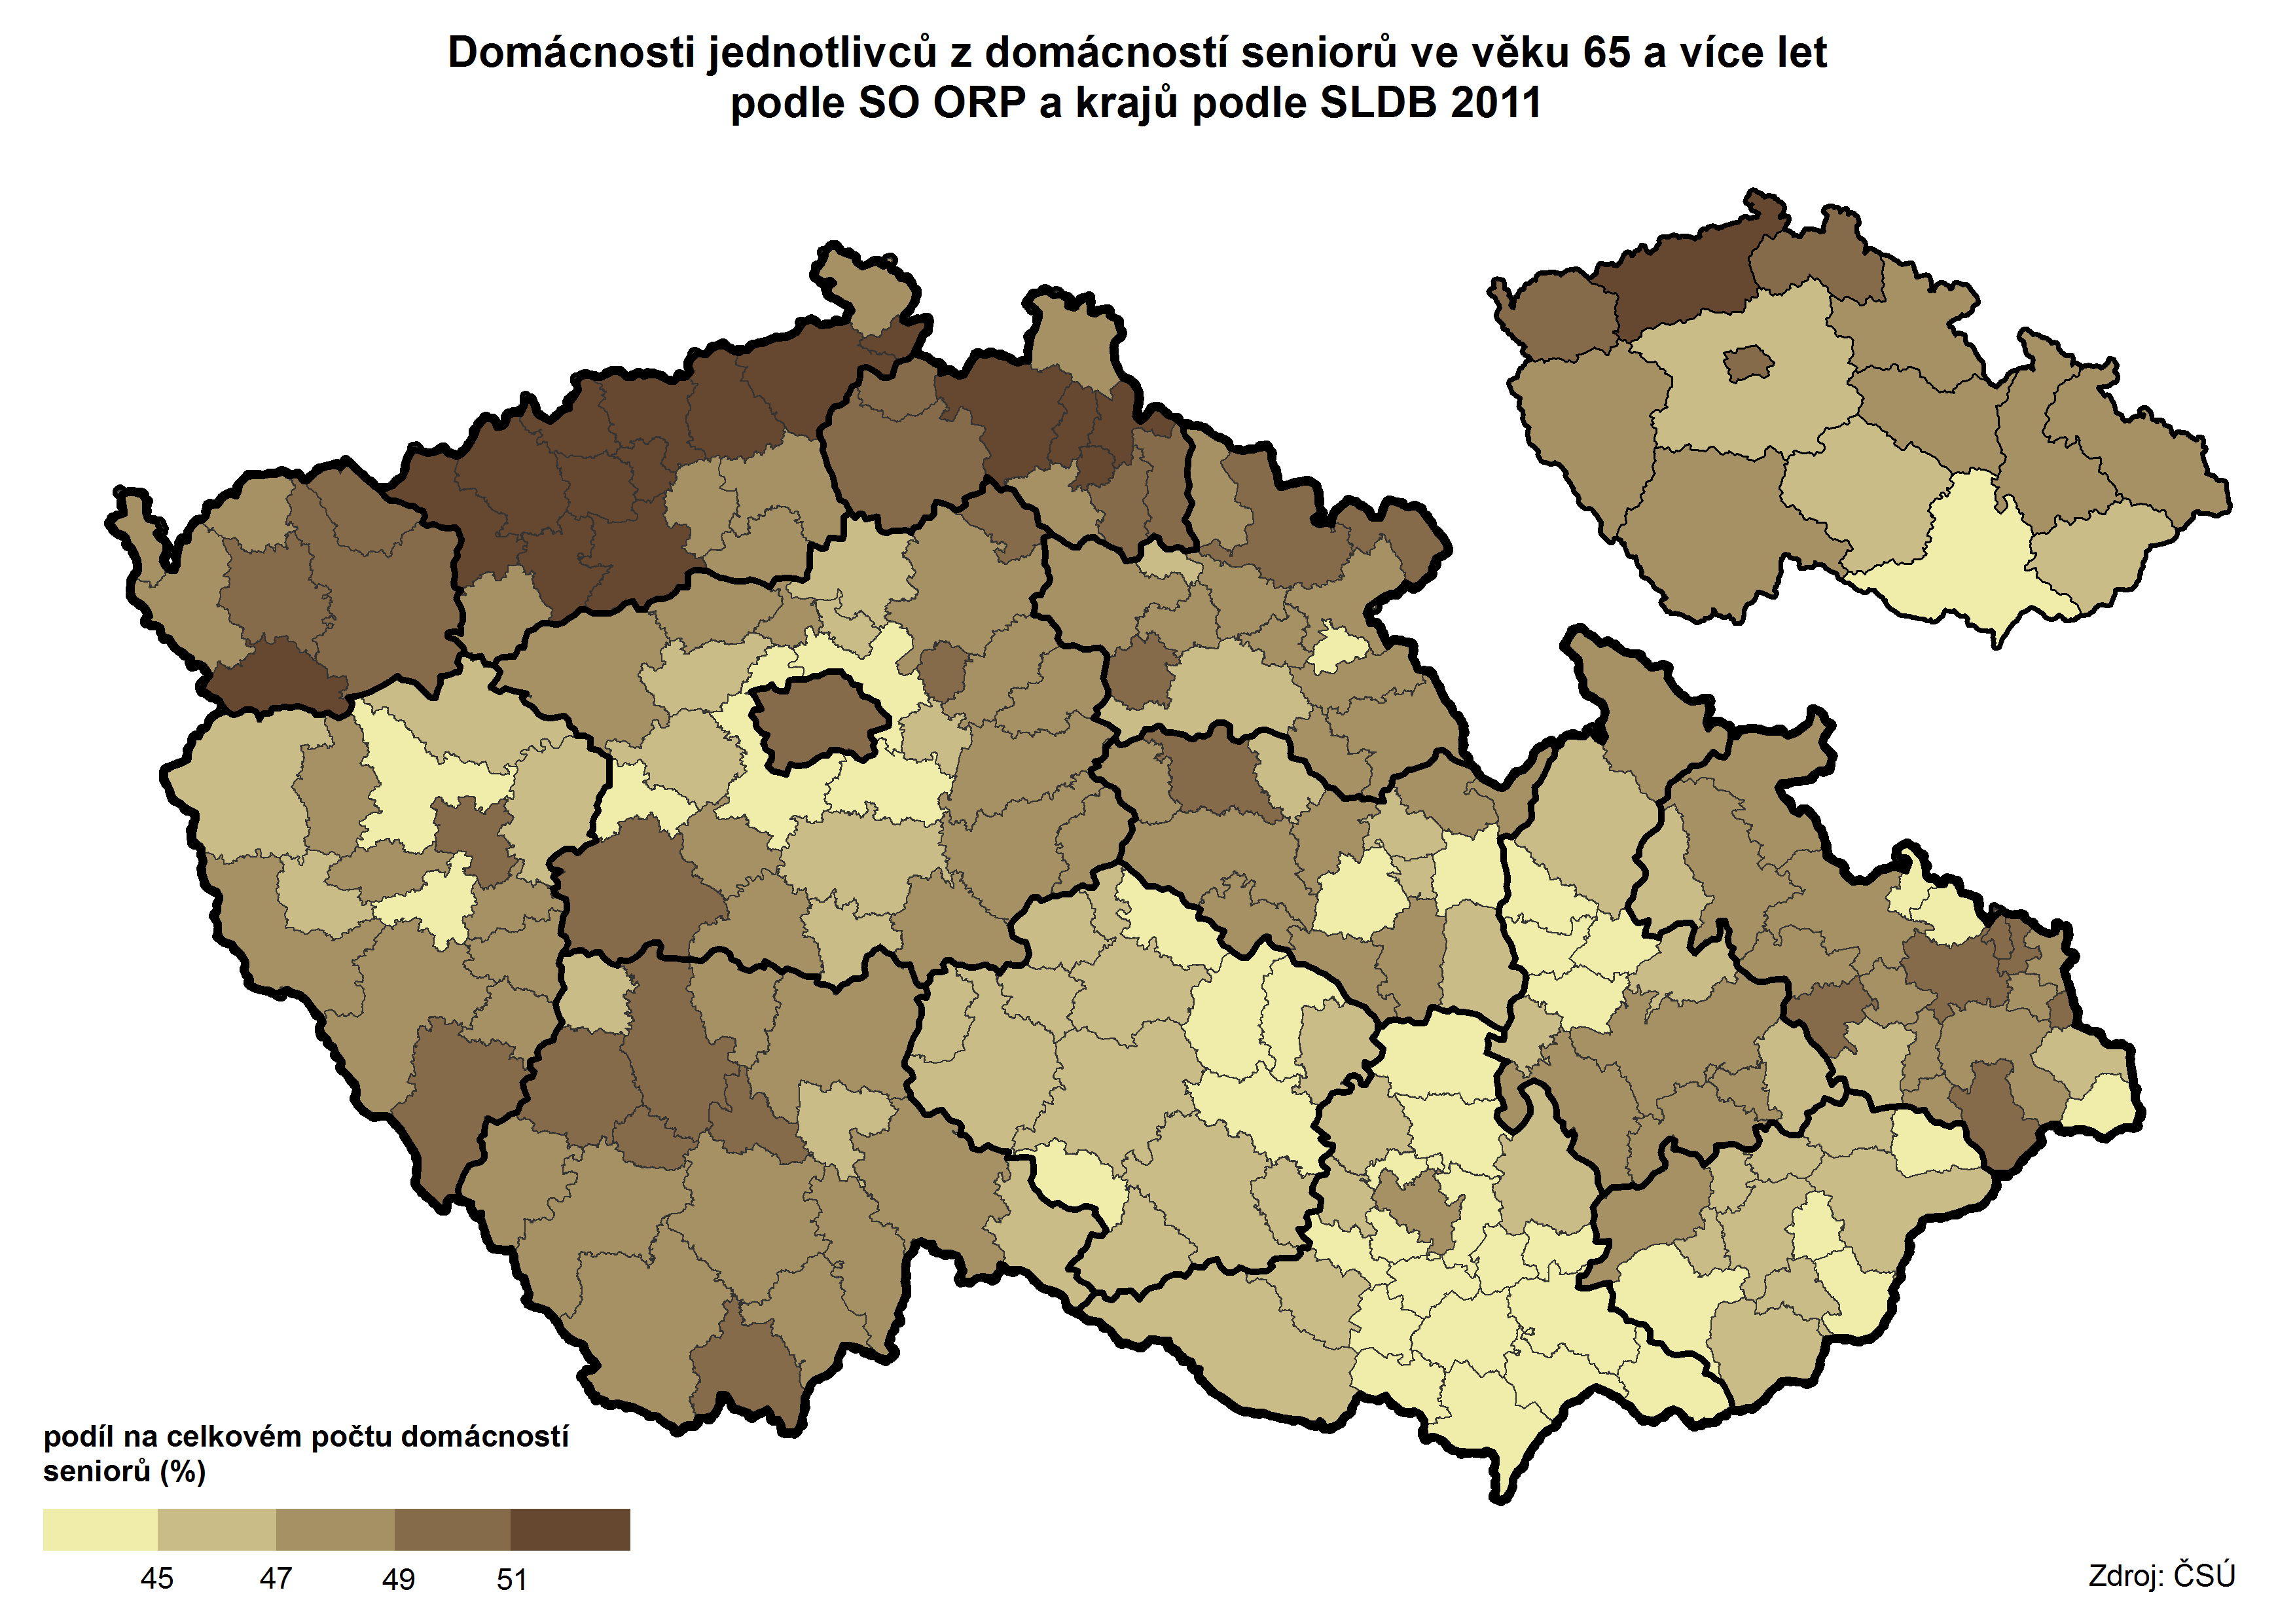 Domácnosti jednotlivců z domácností seniorů ve věku 65 a více let
podle SO ORP a krajů podle SLDB 2011
podíl na celkovém počtu domácností
seniorů (%)
45 47 49 51
Zdroj: ČSÚ